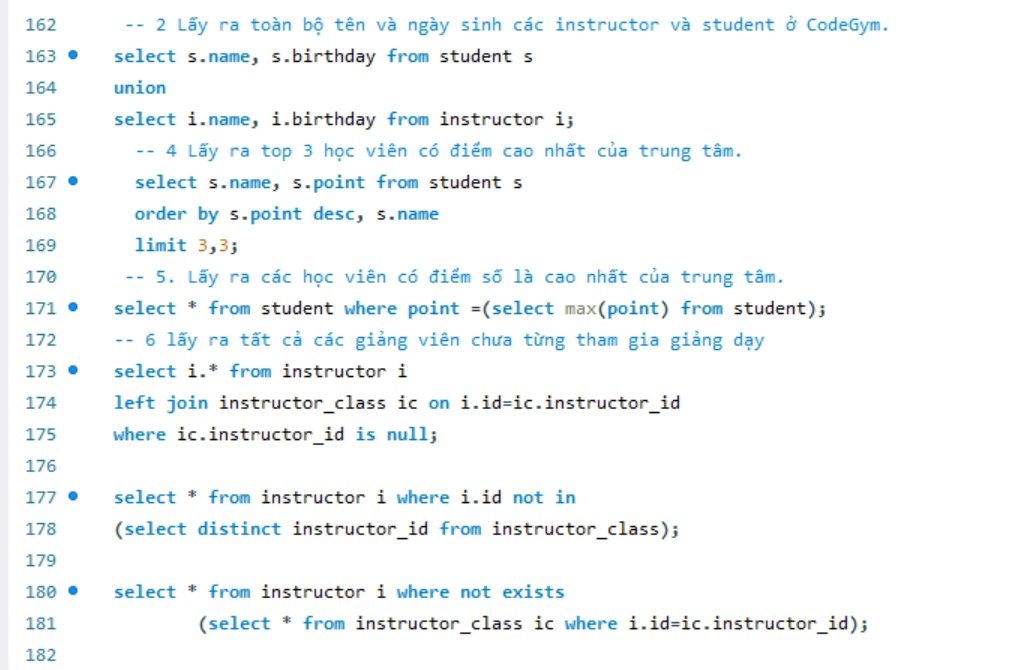 162 -- 2 Lấy ra toàn bộ tên và ngày sinh các instructor và student ở CodeGym.
163 select s.name, s.birthday from student s
164 union
165 select i.name, i.birthday from instructor i;
166 -- 4 Lấy ra top 3 học viên có điểm cao nhất của trung tâm.
167 select s.name, s.point from student s
168 order by s.point desc, s.name
169 limit 3,3;
170 -- 5. Lấy ra các học viên có điểm số là cao nhất của trung tâm.
171 select * from student where point =(select max(point) from student);
172 -- 6 lấy ra tất cả các giảng viên chưa từng tham gia giảng dạy
173 select i.* from instructor i
174 left join instructor_class ic on i.id=ic.instructor_id
175 where ic.instructor_id is null;
176
177 select * from instructor i where i.id not in
178 (select distinct instructor_id from instructor_class);
179
180 select * from instructor i where not exists
181 (select * from instructor_class ic where i.id=ic.instructor_id);
182